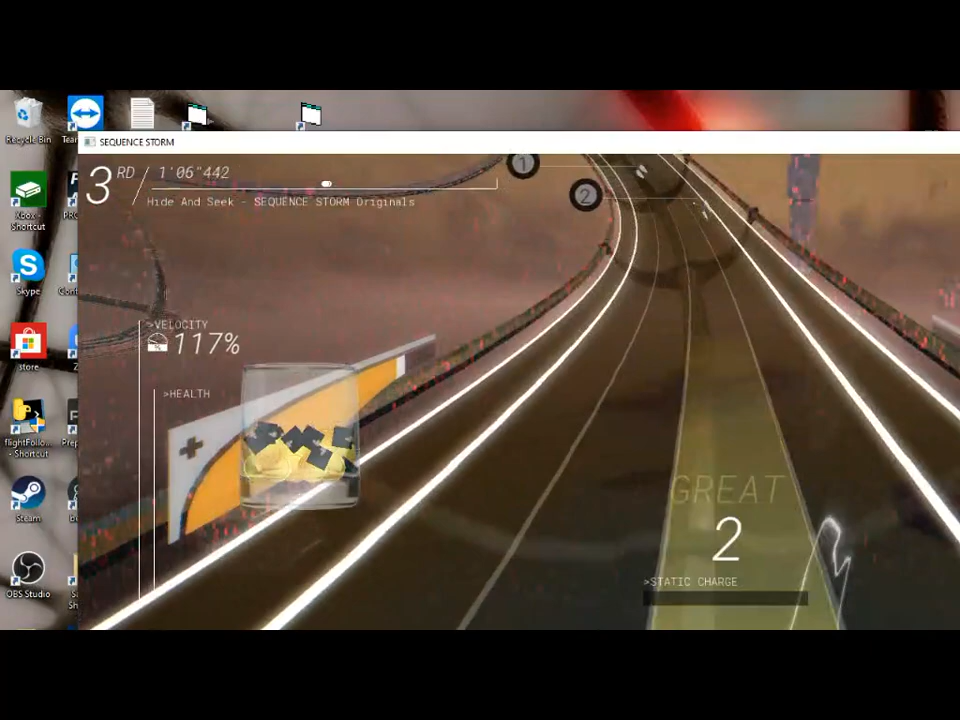 Recycle Bin
SEQUENCE STORM
3 RD / 1'06"442
Hide And Seek - SEQUENCE STORM Originals
1
2
Xbox - Shortcut
Skype
>VELOCITY
117%
store
>HEALTH
flightFollo...
- Shortcut
GREAT
2
Steam
>STATIC CHARGE
OBS Studio